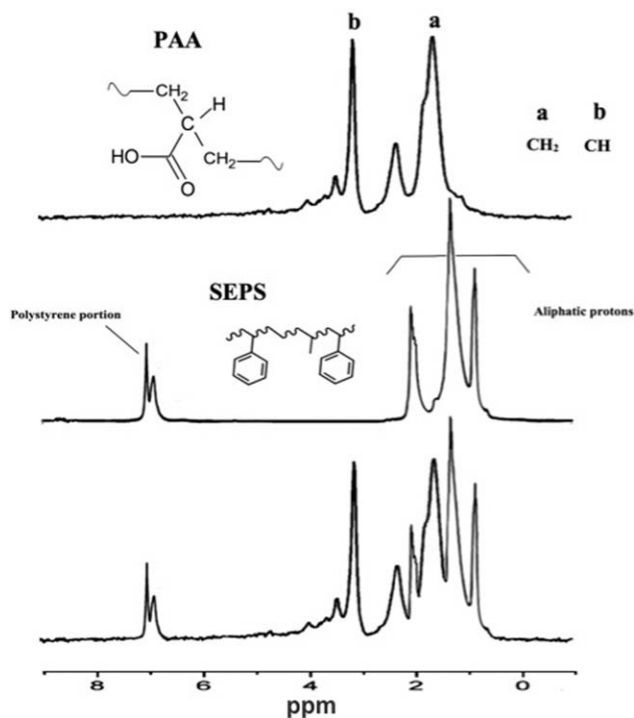 b
a
PAA
CH₂
H
C
HO
O
CH₂
a
b
CH₂
CH
SEPS
Polystyrene portion
Aliphatic protons
8
6
4
2
0
ppm